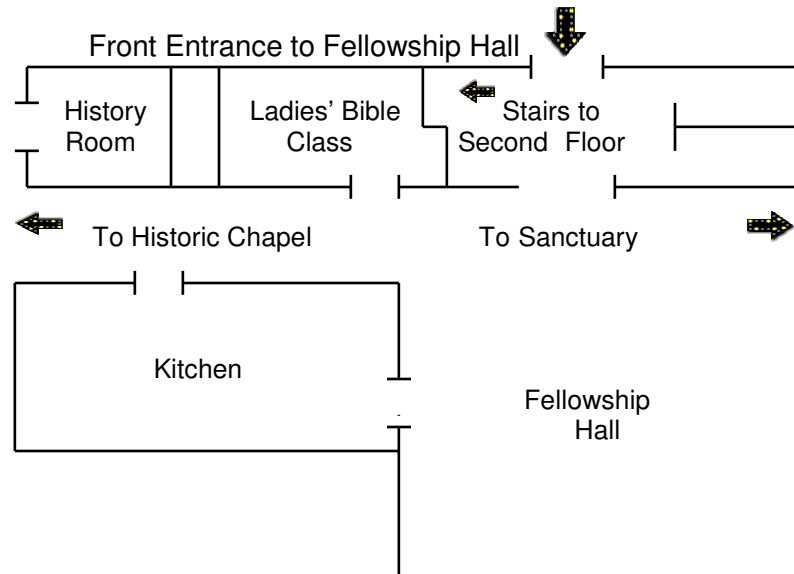 Front Entrance to Fellowship Hall
History
Room
Ladies’ Bible
Class
Stairs to
Second Floor
To Historic Chapel
To Sanctuary
Kitchen
Fellowship
Hall